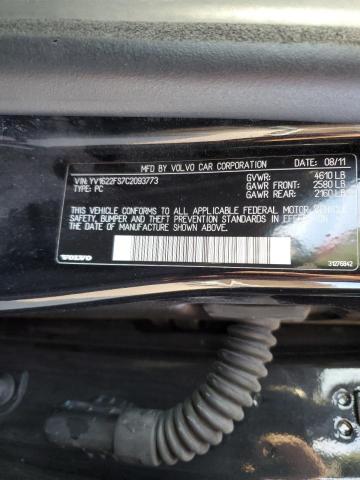 MFD BY VOLVO CAR CORPORATION 08/11
VIN: YV1622FS7C2093773 GVWR: 4610 LB
TYPE: PC GAWR FRONT: 2580 LB
GAWR REAR: 2160 LB
THIS VEHICLE CONFORMS TO ALL APPLICABLE FEDERAL MOTOR VEHICLE
SAFETY, BUMPER AND THEFT PREVENTION STANDARDS IN EFFECT ON
THE DATE OF MANUFACTURE SHOWN ABOVE.
VOLVO 31276842